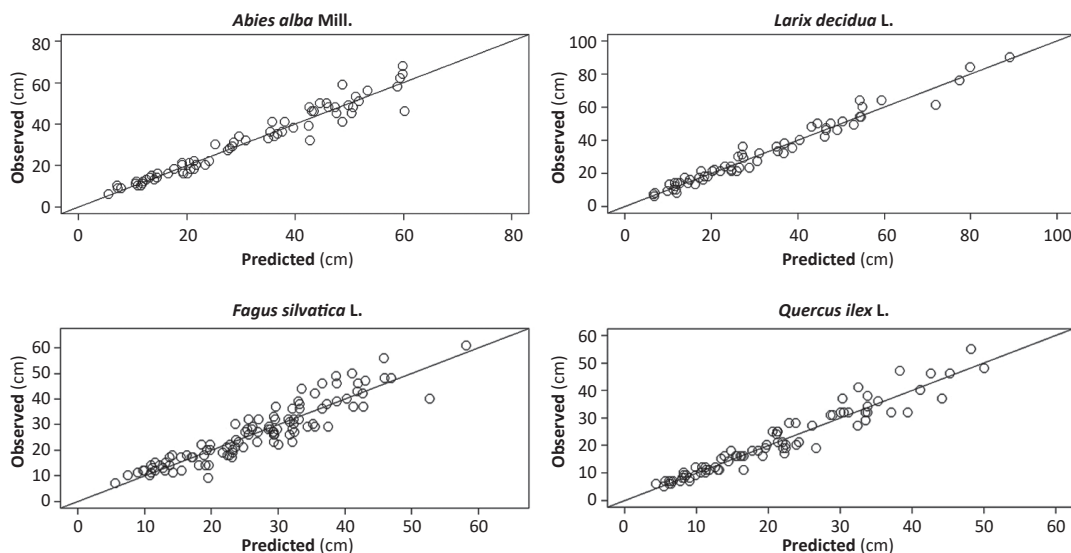 Abies alba Mill.
80
60
40
20
0
Observed (cm)
0 20 40 60 80
Predicted (cm)
Larix decidua L.
100
80
60
40
20
0
Observed (cm)
0 20 40 60 80 100
Predicted (cm)
Fagus silvatica L.
60
50
40
30
20
10
0
Observed (cm)
0 10 20 30 40 50 60
Predicted (cm)
Quercus ilex L.
60
50
40
30
20
10
0
Observed (cm)
0 10 20 30 40 50 60
Predicted (cm)